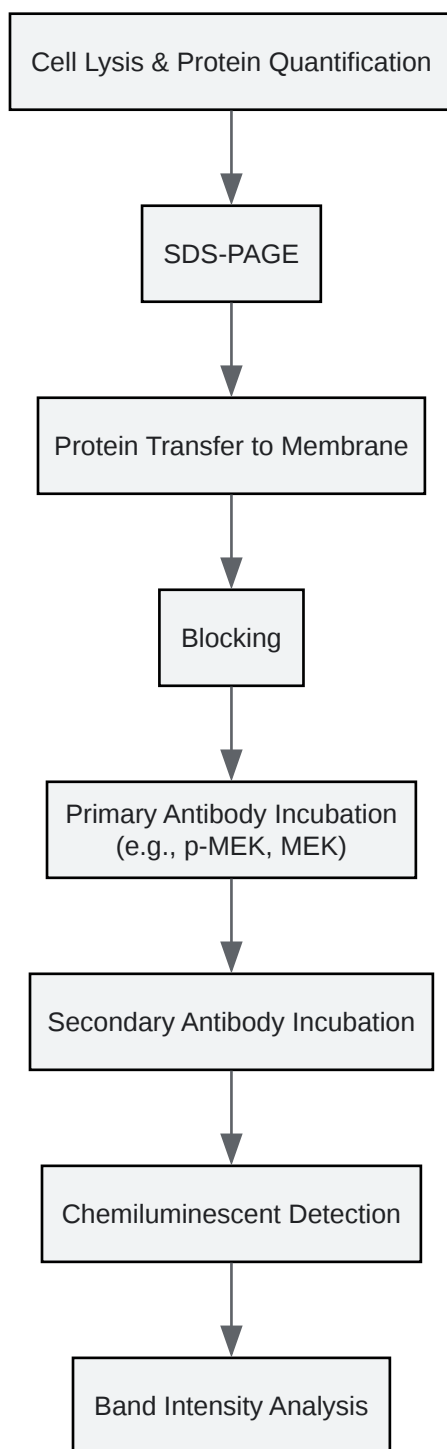 Cell Lysis & Protein Quantification
SDS-PAGE
Protein Transfer to Membrane
Blocking
Primary Antibody Incubation
(e.g., p-MEK, MEK)
Secondary Antibody Incubation
Chemiluminescent Detection
Band Intensity Analysis